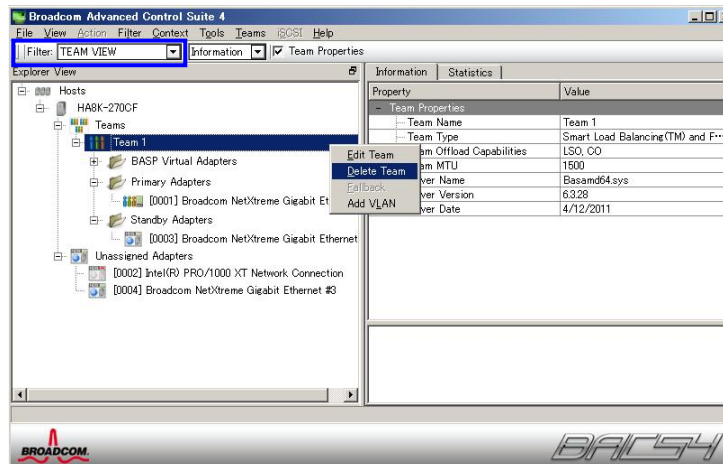 Broadcom Advanced Control Suite 4
File View Action Filter Context Tools Teams iSCSI Help
Filter: TEAM VIEW Information Team Properties
Explorer View
Hosts
HA8K-270CF
Teams
Team 1
BASP Virtual Adapters
Primary Adapters
[0001] Broadcom NetXtreme Gigabit Et
Standby Adapters
[0003] Broadcom NetXtreme Gigabit Ethernet
Unassigned Adapters
[0002] Intel(R) PRO/1000 XT Network Connection
[0004] Broadcom NetXtreme Gigabit Ethernet #3
Edit Team
Delete Team
Fallback
Add VLAN
Information Statistics
Property Value
Team Properties
Team Name Team 1
Team Type Smart Load Balancing(TM) and F…
am Offload Capabilities LSO, CO
am MTU 1500
ver Name Basamd64.sys
ver Version 6.3.28
ver Date 4/12/2011
BROADCOM.
BACS4